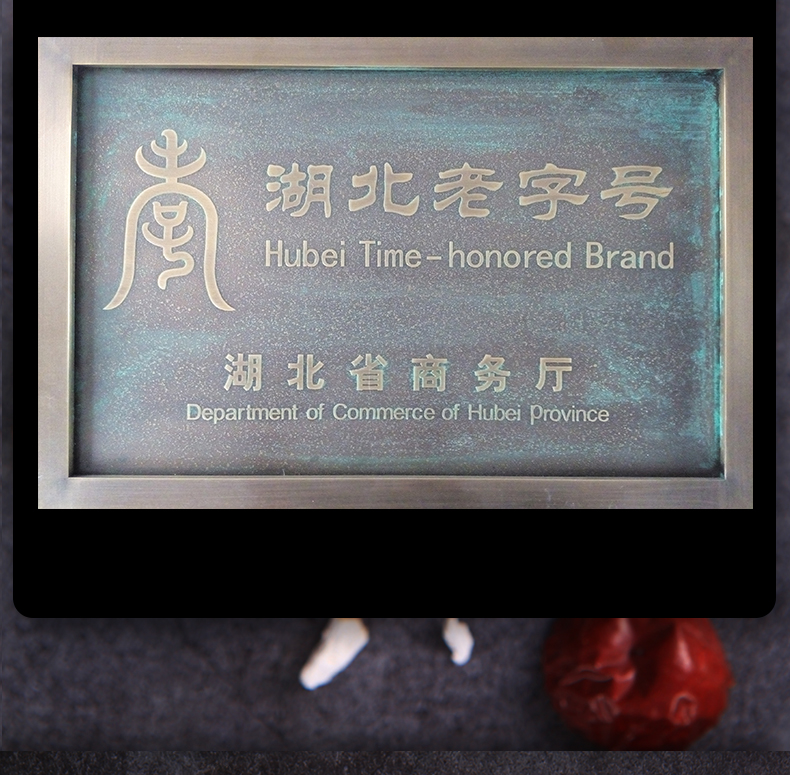 湖北老字号
Hubei Time-honored Brand
湖北省商务厅
Department of Commerce of Hubei Province